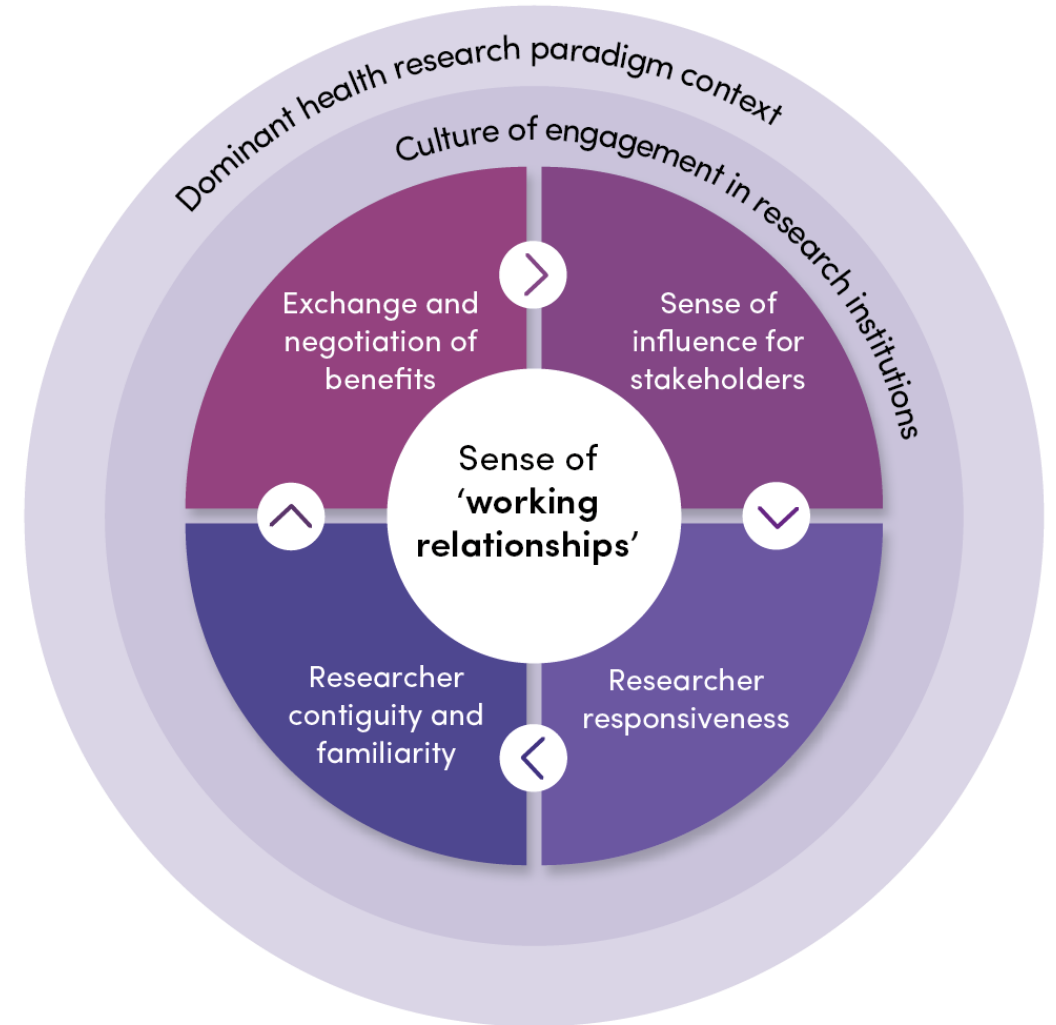 Dominant health research paradigm context
Culture of engagement in research institutions
Exchange and
negotiation of
benefits
Sense of
influence for
stakeholders
Sense of
‘working
relationships’
Researcher
contiguity and
familiarity
Researcher
responsiveness